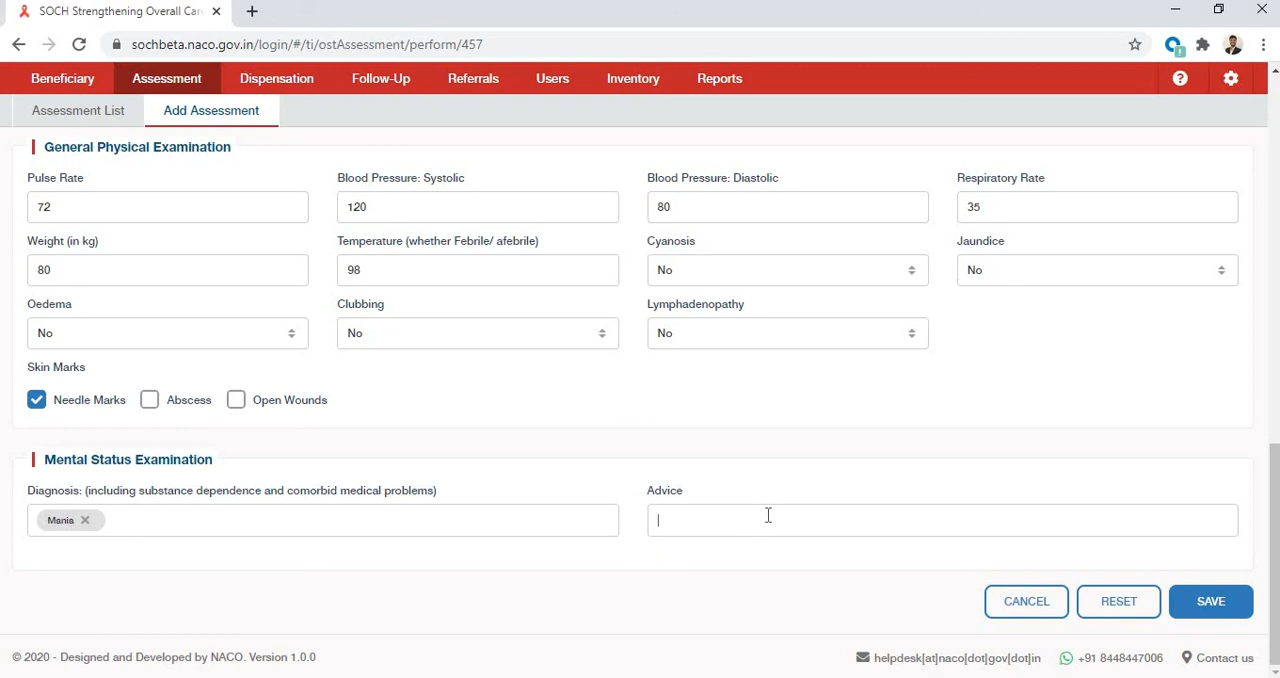 SOCH Strengthening Overall Car
sochbeta.naco.gov.in/login/#/ti/ostAssessment/perform/457
Beneficiary Assessment Dispensation Follow-Up Referrals Users Inventory Reports
Assessment List Add Assessment
General Physical Examination
Pulse Rate Blood Pressure: Systolic Blood Pressure: Diastolic Respiratory Rate
72 120 80 35
Weight (in kg) Temperature (whether Febrile/ afebrile) Cyanosis Jaundice
80 98 No No
Oedema Clubbing Lymphadenopathy
No No No
Skin Marks
Needle Marks Abscess Open Wounds
Mental Status Examination
Diagnosis: (including substance dependence and comorbid medical problems) Advice
Mania
CANCEL RESET SAVE
© 2020 - Designed and Developed by NACO. Version 1.0.0 helpdesk[at]naco[dot]gov[dot]in +91 8448447006 Contact us